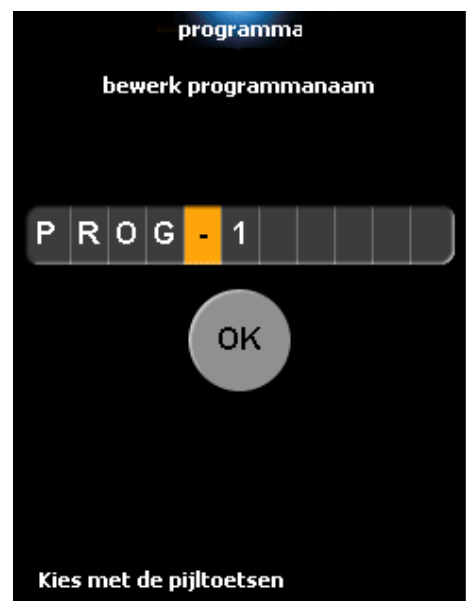 programma
bewerk programmanaam
PROG-1
OK
Kies met de pijltoetsen